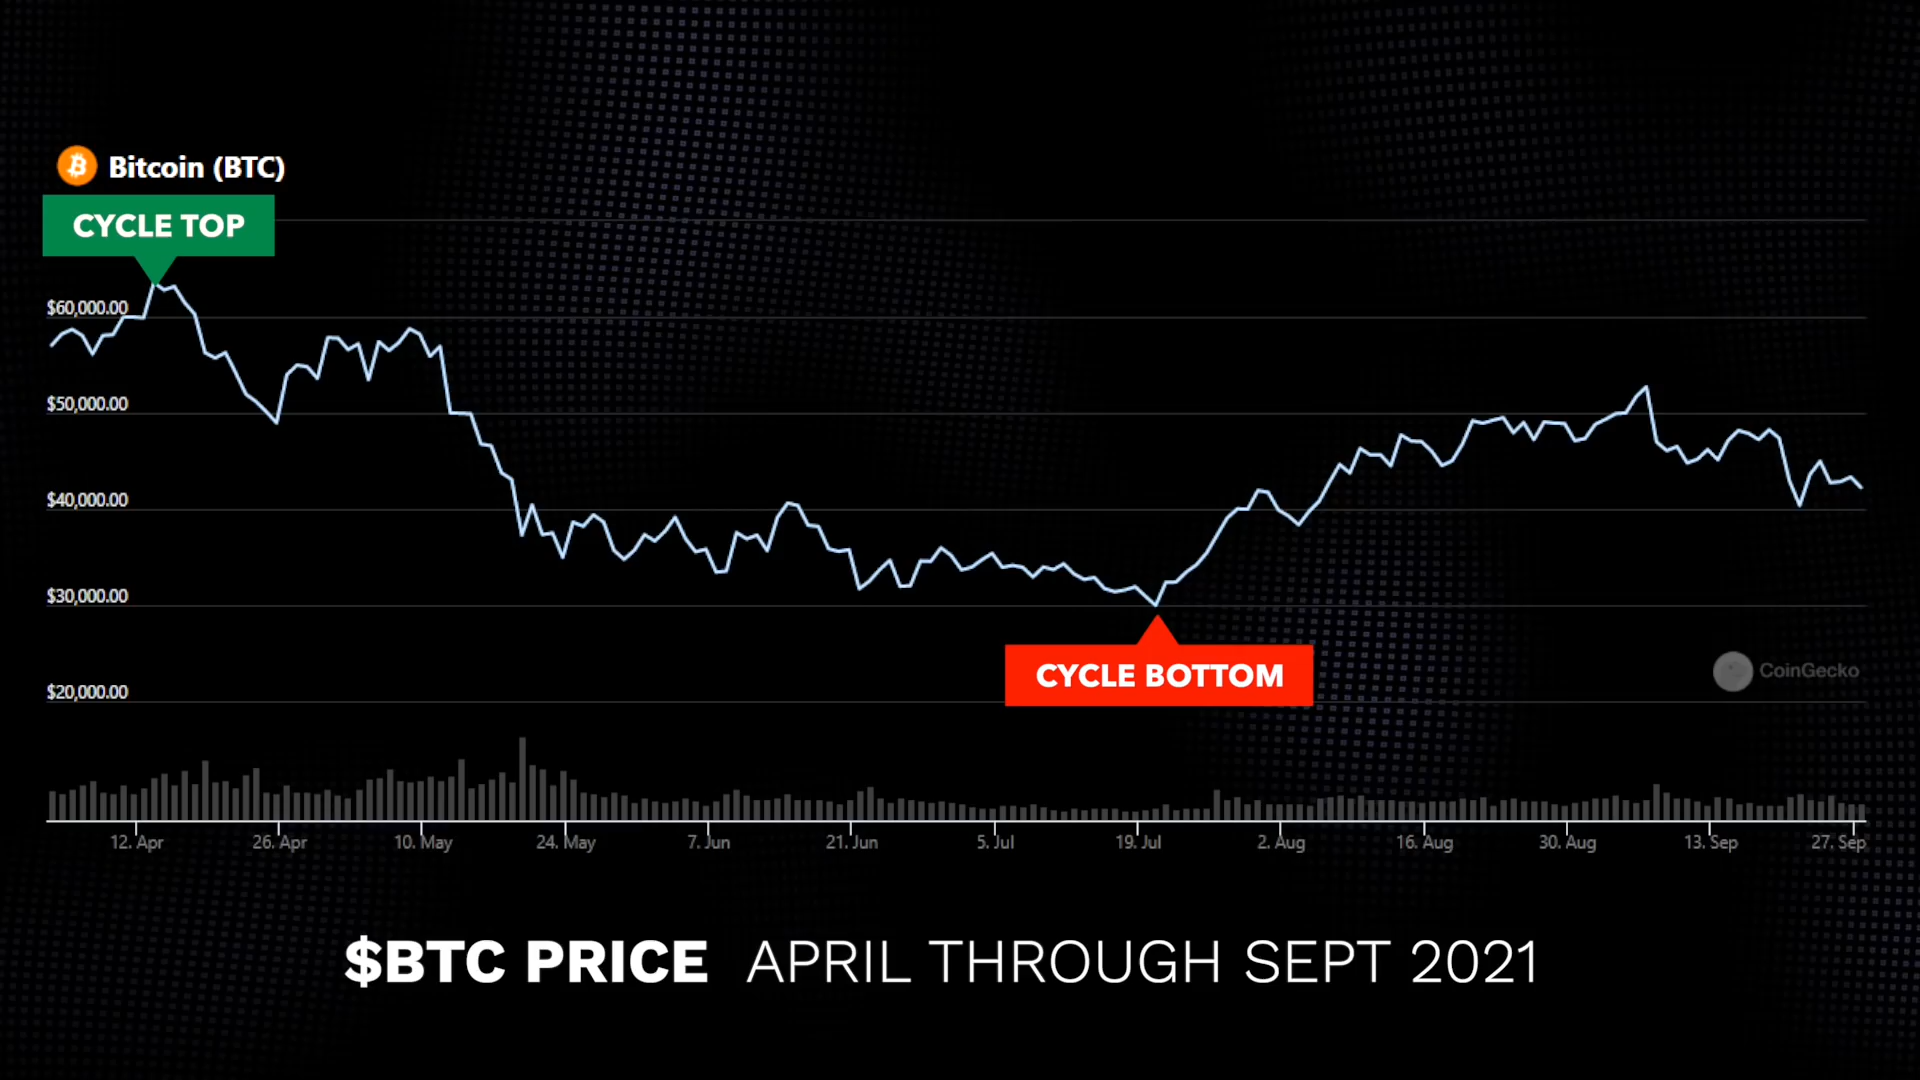 Bitcoin (BTC)
CYCLE TOP
$60,000.00
$50,000.00
$40,000.00
$30,000.00
CYCLE BOTTOM
CoinGecko
$20,000.00
12. Apr 26. Apr 10. May 24. May 7. Jun 21. Jun 5. Jul 19. Jul 2. Aug 16. Aug 30. Aug 13. Sep 27. Sep
$BTC PRICE APRIL THROUGH SEPT 2021